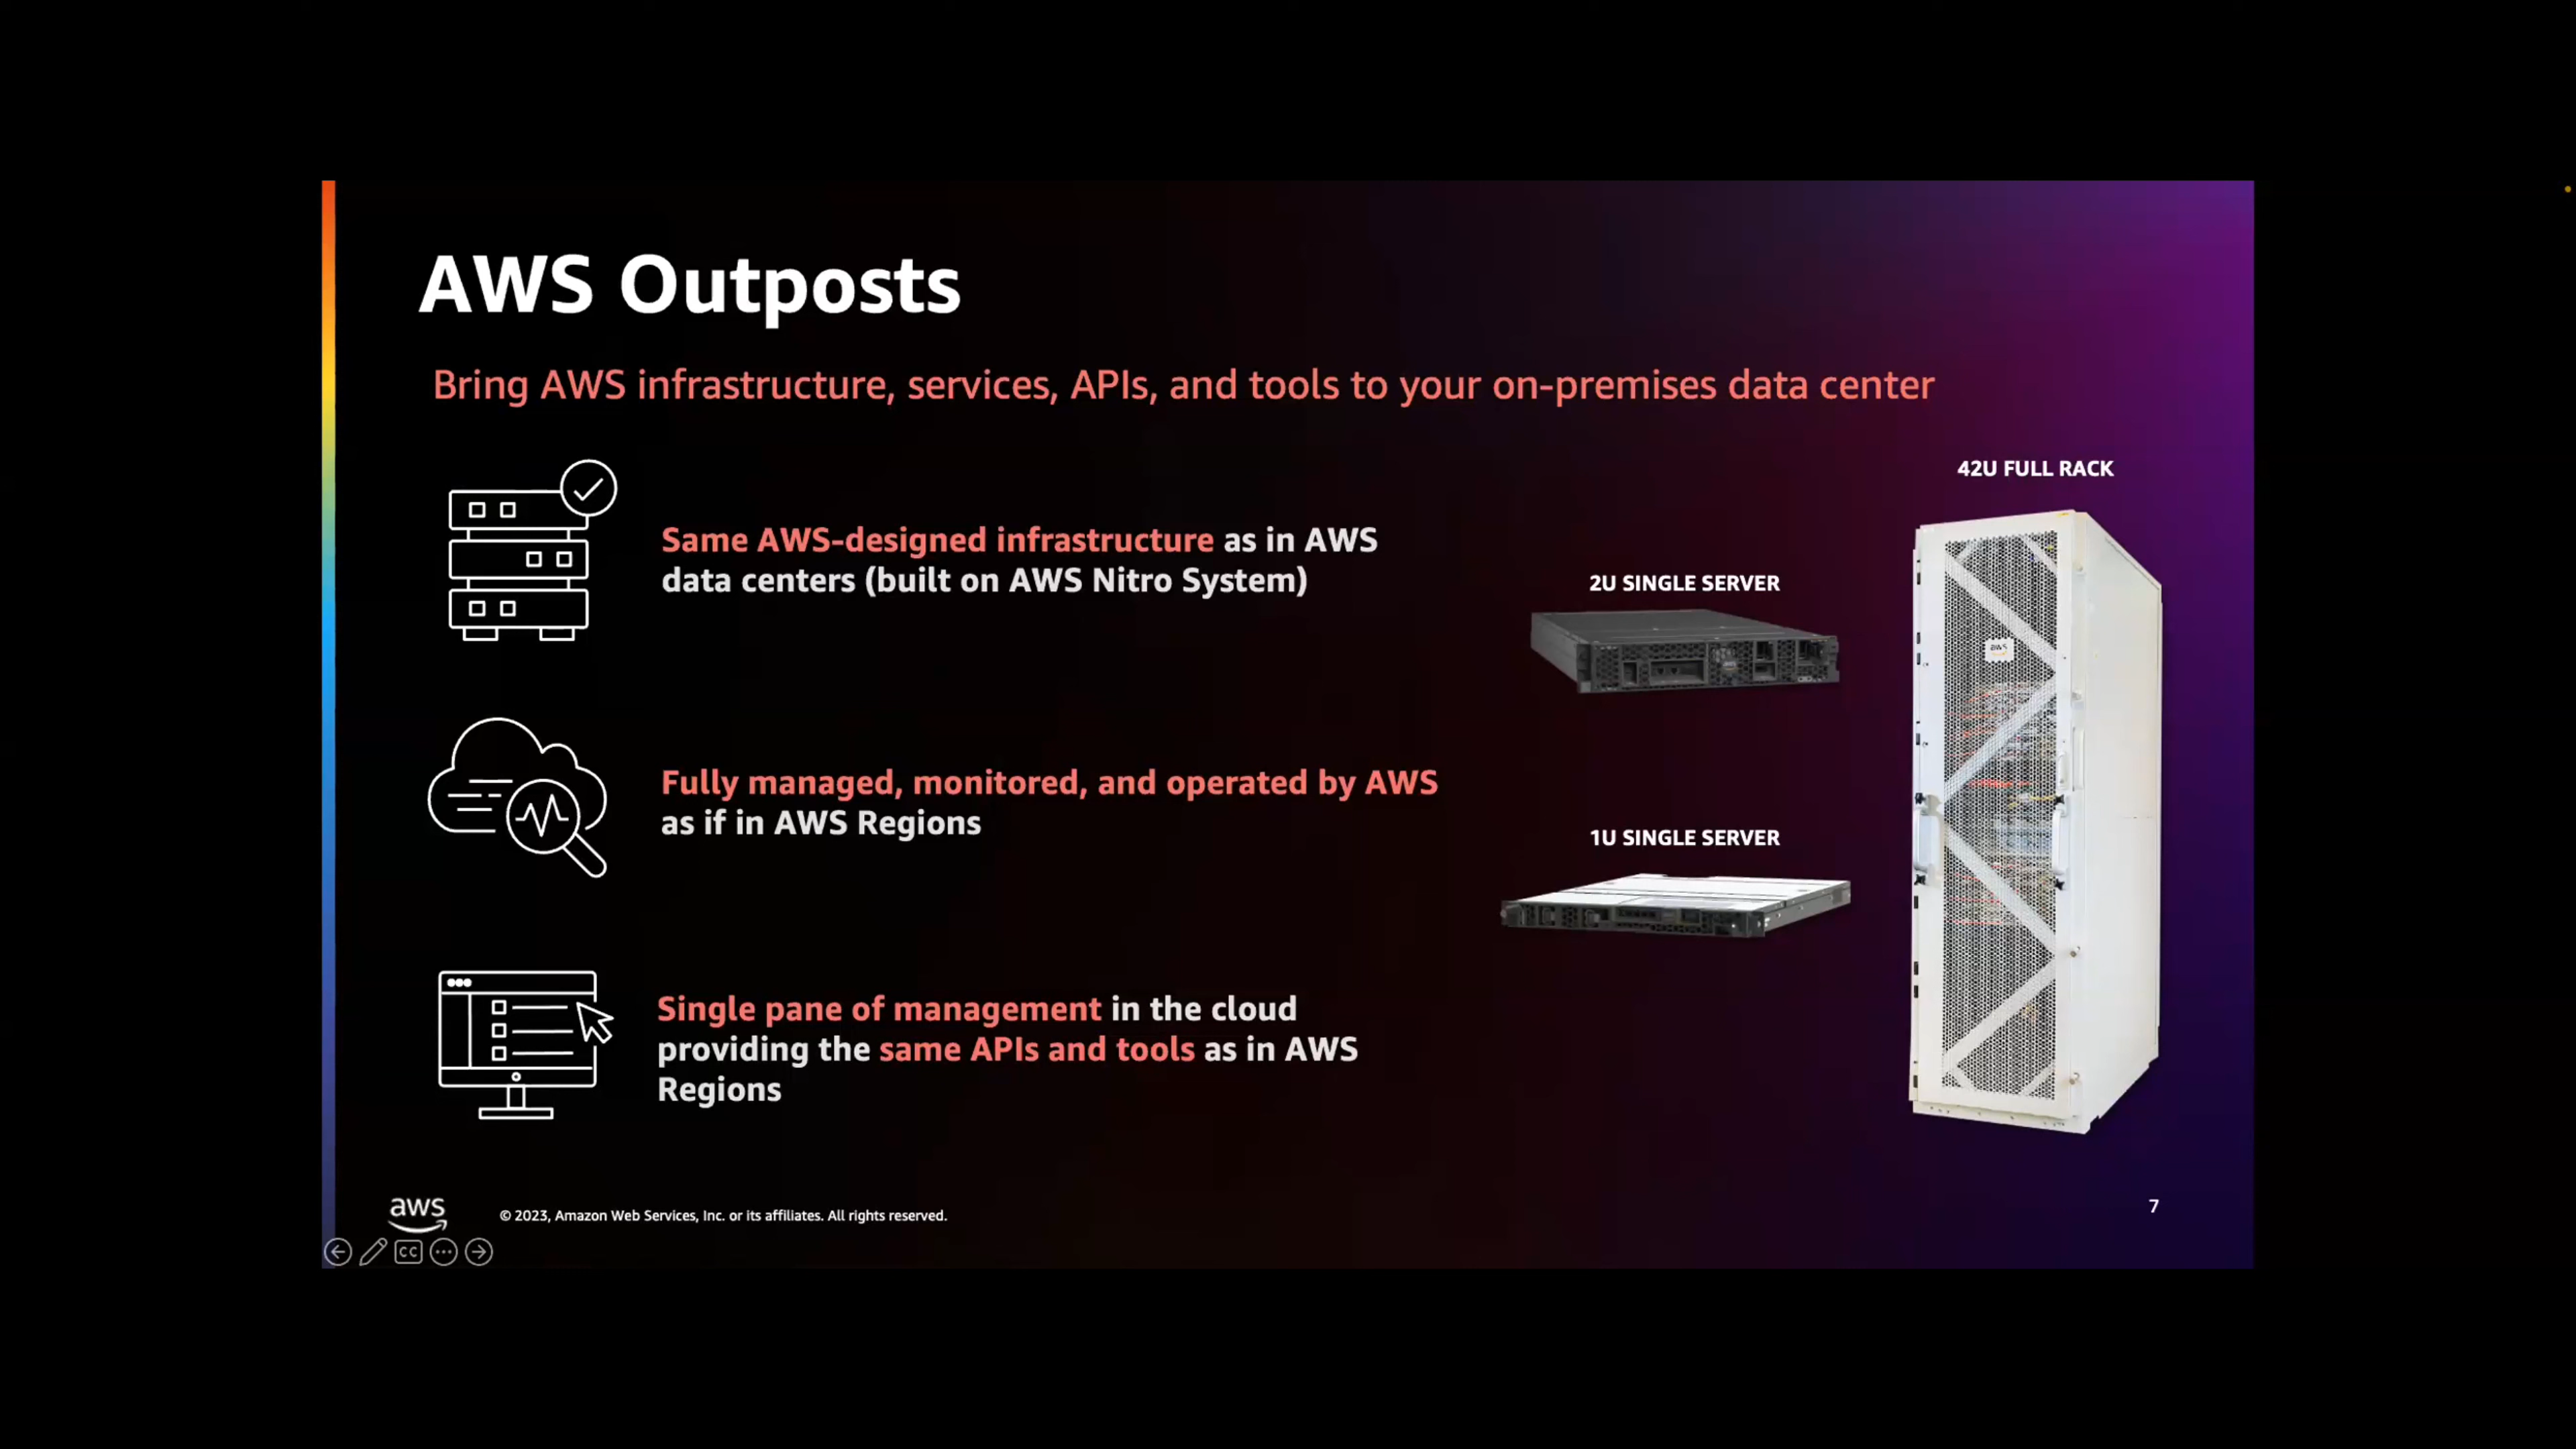 AWS Outposts
Bring AWS infrastructure, services, APIs, and tools to your on-premises data center
42U FULL RACK
Same AWS-designed infrastructure as in AWS
data centers (built on AWS Nitro System)
2U SINGLE SERVER
aws
Fully managed, monitored, and operated by AWS
as if in AWS Regions
1U SINGLE SERVER
Single pane of management in the cloud
providing the same APIs and tools as in AWS
Regions
aws
© 2023, Amazon Web Services, Inc. or its affiliates. All rights reserved.
7
CC